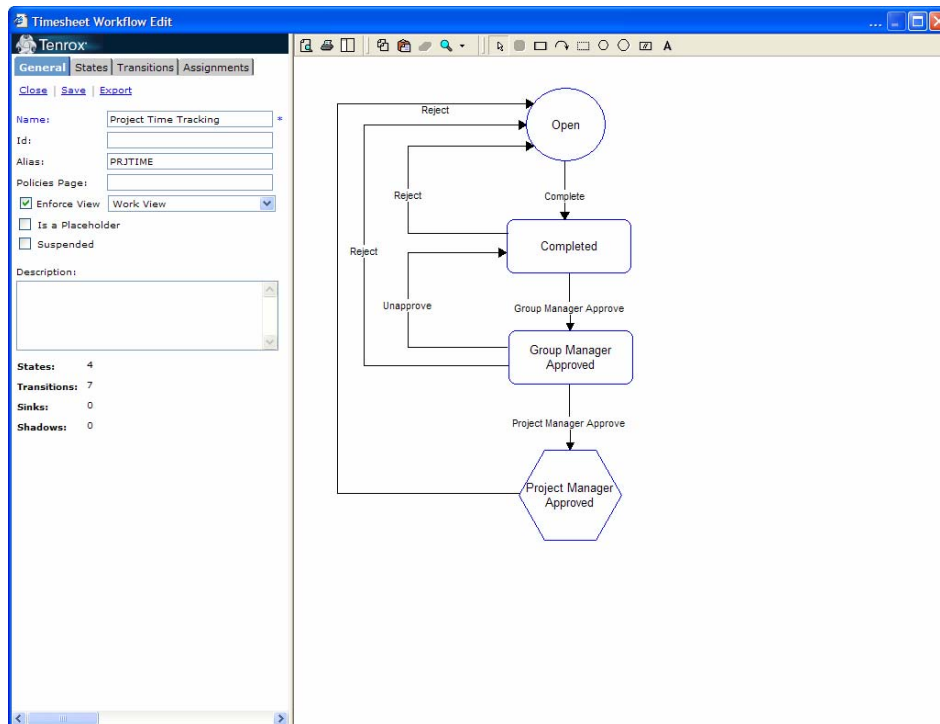 Timesheet Workflow Edit
...
Tenrox
General States Transitions Assignments
Close | Save | Export
Name: Project Time Tracking *
Id:
Alias: PRJTIME
Policies Page:
Enforce View Work View
Is a Placeholder
Suspended
Description:
States: 4
Transitions: 7
Sinks: 0
Shadows: 0
A
Reject
Open
Reject
Complete
Reject
Completed
Unapprove
Group Manager Approve
Group Manager
Approved
Project Manager Approve
Project Manager
Approved